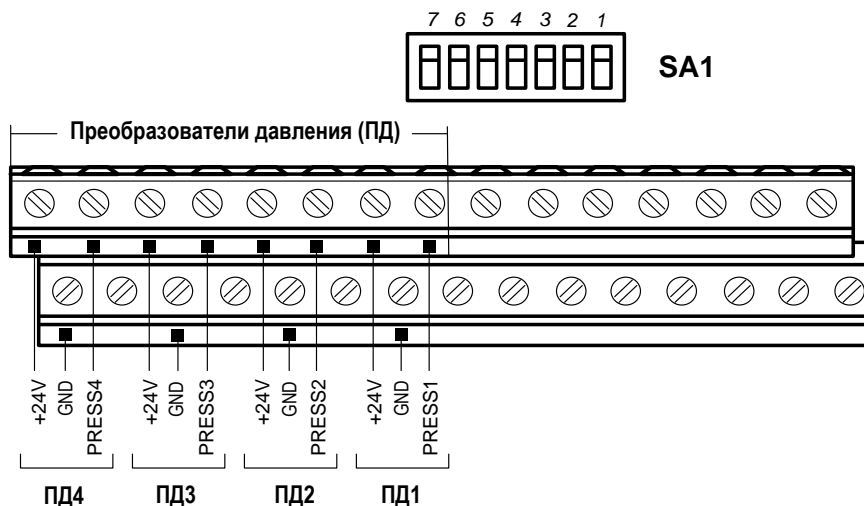 7 6 5 4 3 2 1
SA1
Преобразователи давления (ПД)
+24V GND PRESS4 +24V GND PRESS3 +24V GND PRESS2 +24V GND PRESS1
ПД4 ПД3 ПД2 ПД1